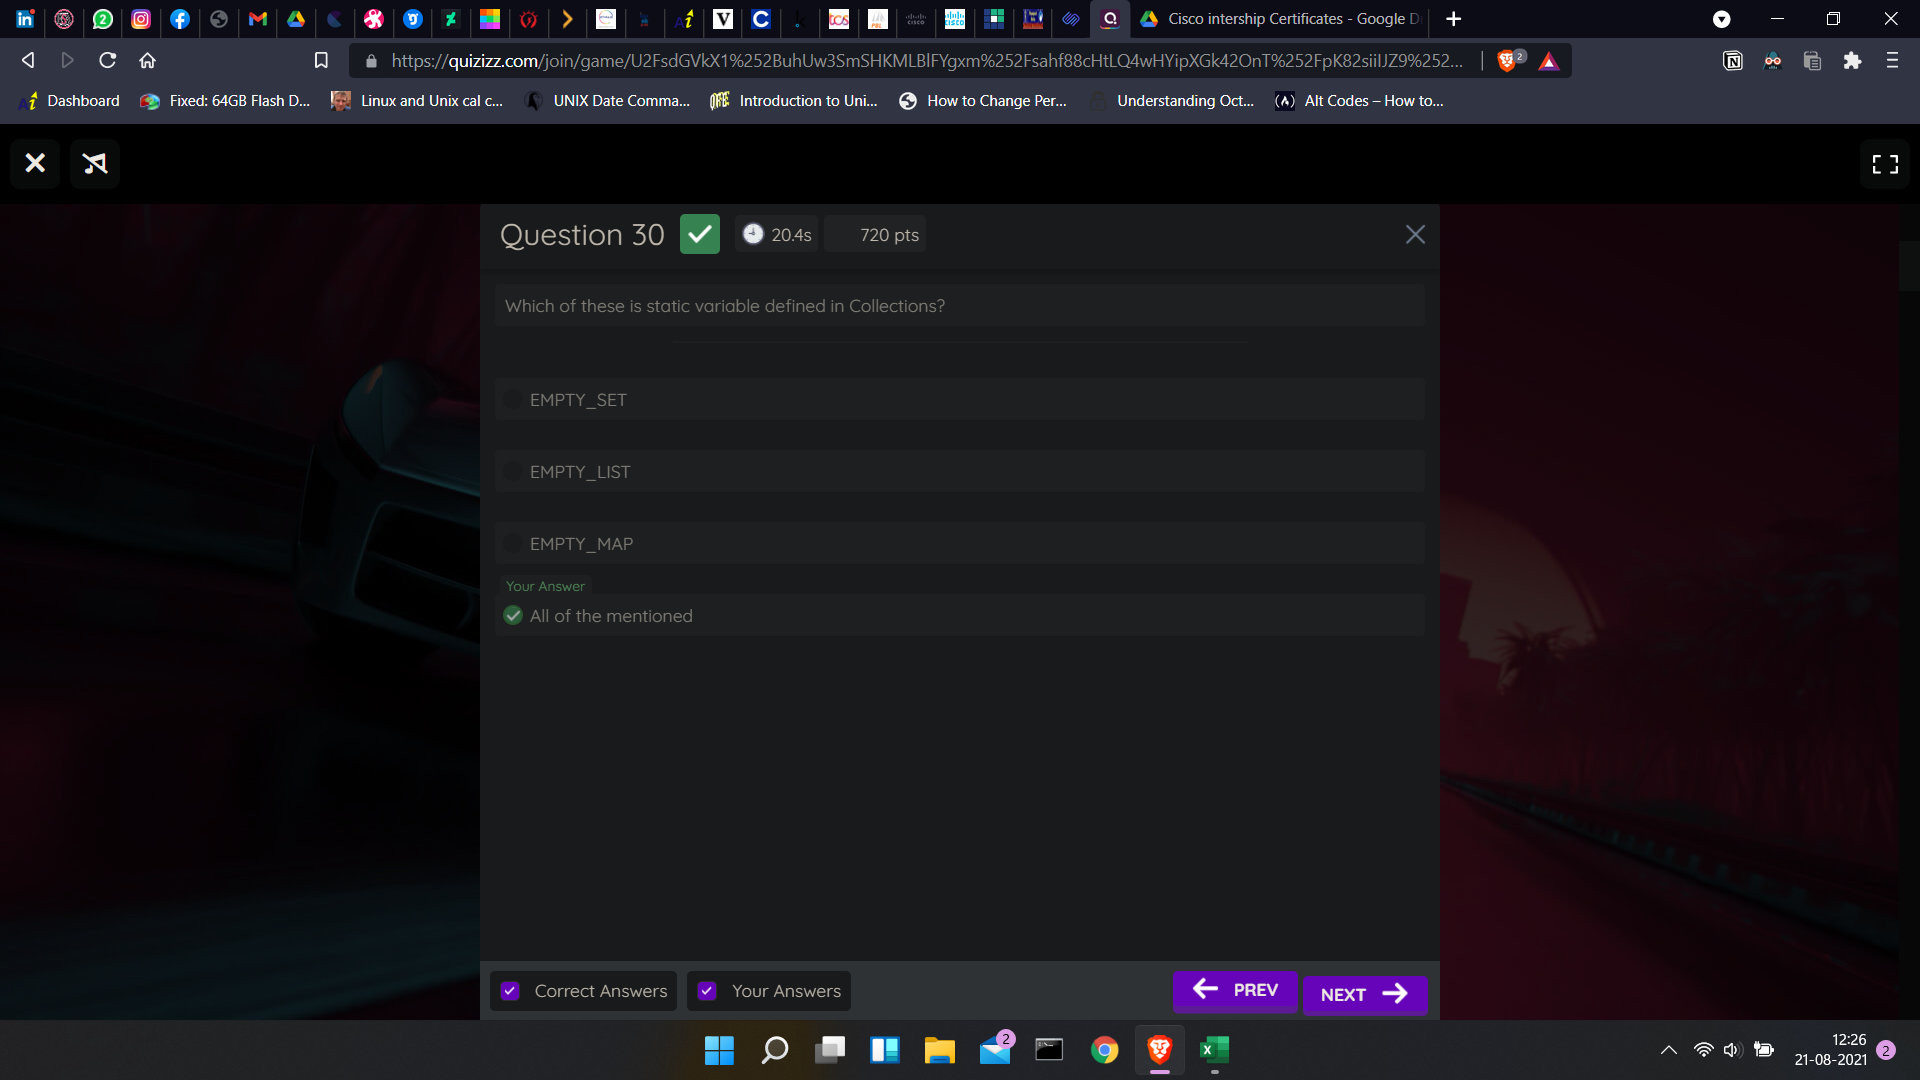 Cisco intership Certificates - Google D
https://quizizz.com/join/game/U2FsdGVkX1%252BuhUw3SmSHKMLBlFYgxm%252Fsahf88cHtLQ4wHYipXGk42OnT%252FpK82siiIJZ9%252...
2
Dashboard
Fixed: 64GB Flash D...
Linux and Unix cal c...
UNIX Date Comma...
Introduction to Uni...
How to Change Per...
Understanding Oct...
Alt Codes – How to...
Question 30
20.4s
720 pts
Which of these is static variable defined in Collections?
EMPTY_SET
EMPTY_LIST
EMPTY_MAP
Your Answer
All of the mentioned
Correct Answers
Your Answers
PREV
NEXT
2
12:26
21-08-2021
2